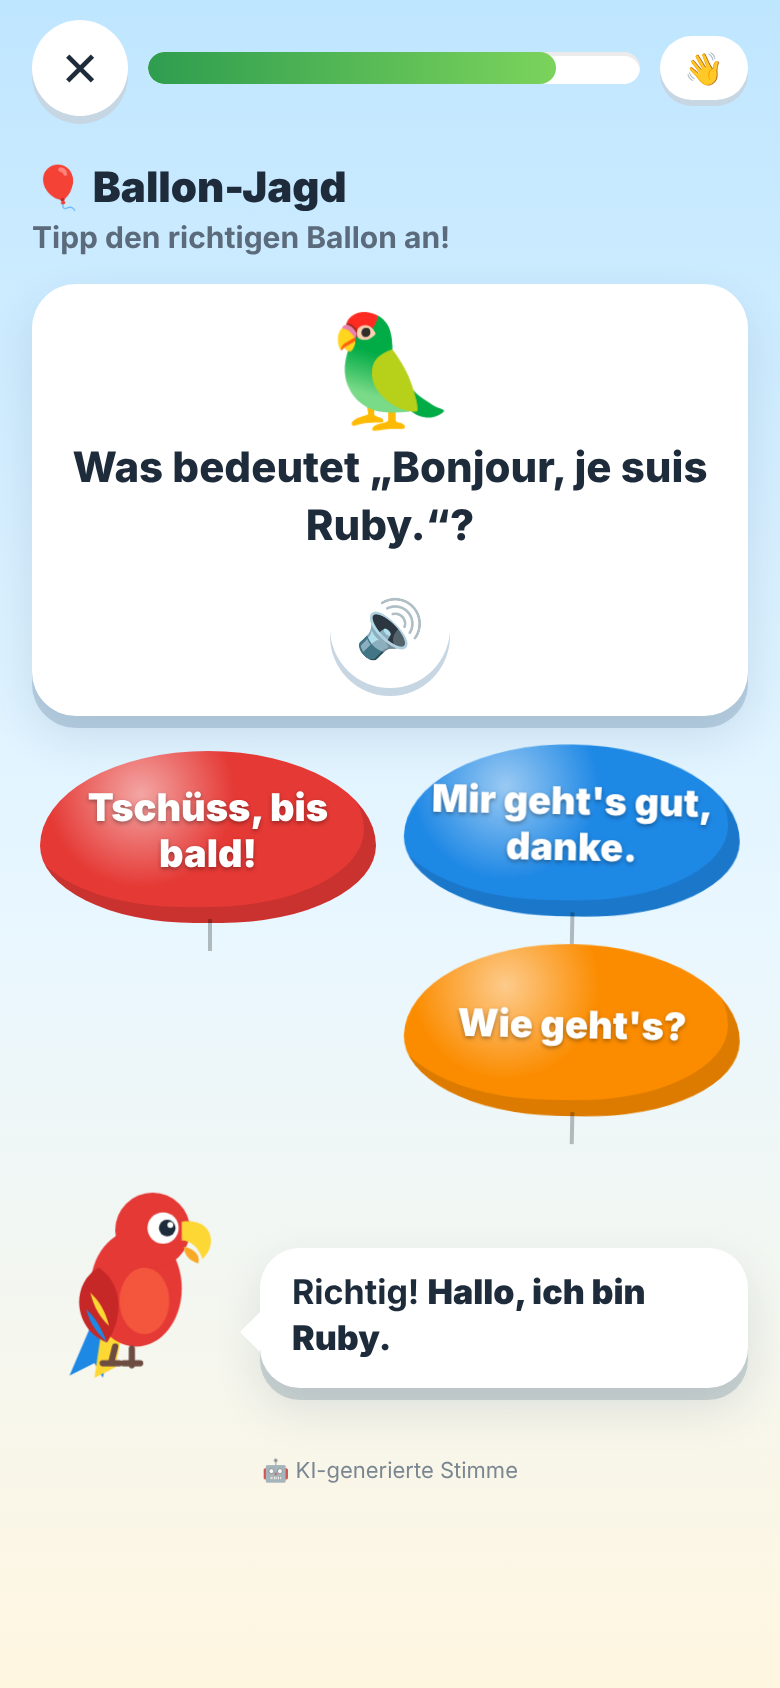 Ballon-Jagd
Tipp den richtigen Ballon an!
Was bedeutet „Bonjour, je suis
Ruby.“?
Tschüss, bis
bald!
Mir geht's gut,
danke.
Wie geht's?
Richtig! Hallo, ich bin
Ruby.
KI-generierte Stimme